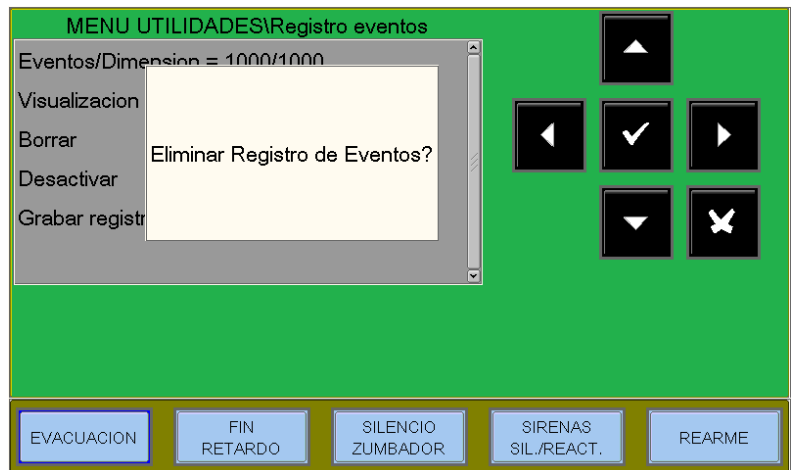 MENU UTILIDADES\Registro eventos
Eventos/Dimension = 1000/1000
Visualizacion
Borrar
Eliminar Registro de Eventos?
Desactivar
Grabar registr
EVACUACION
FIN
RETARDO
SILENCIO
ZUMBADOR
SIRENAS
SIL./REACT.
REARME